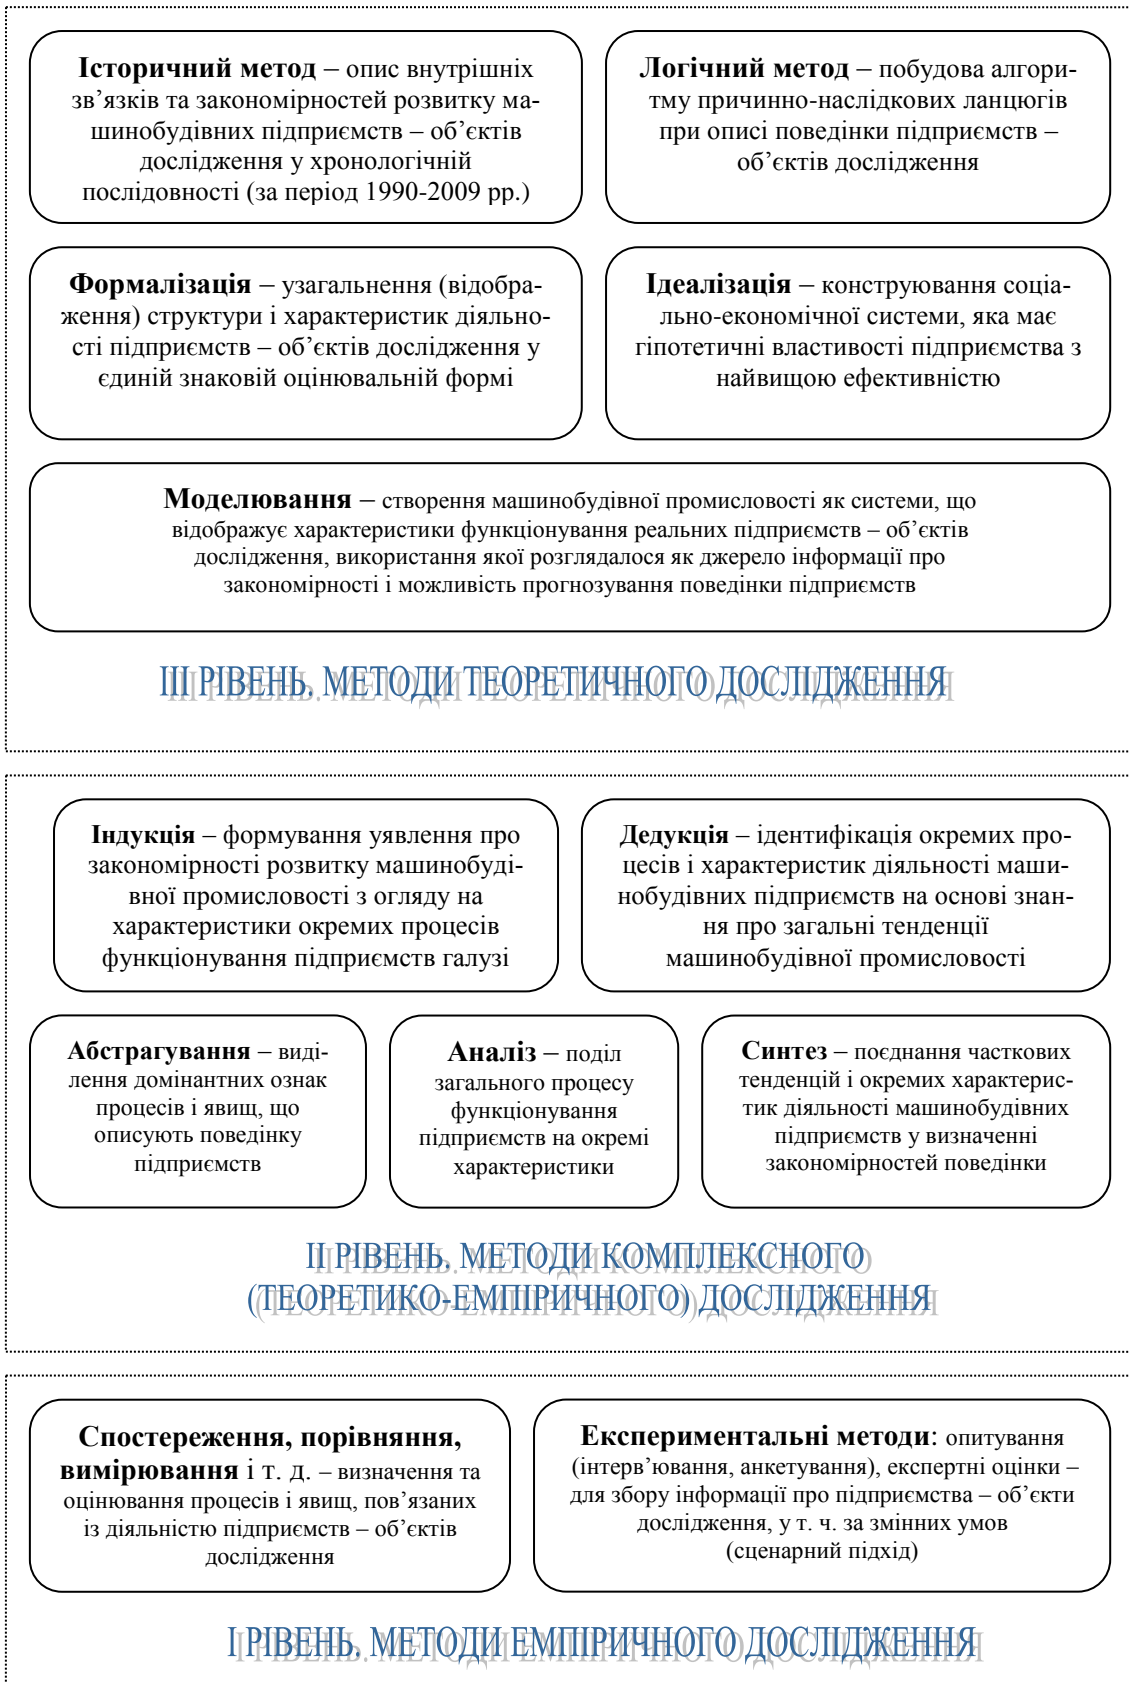 Історичний метод – опис внутрішніх
зв’язків та закономірностей розвитку ма-
шинобудівних підприємств – об’єктів
дослідження у хронологічній
послідовності (за період 1990-2009 рр.)
Логічний метод – побудова алгори-
тму причинно-наслідкових ланцюгів
при описі поведінки підприємств –
об’єктів дослідження
Формалізація – узагальнення (відобра-
ження) структури і характеристик діяльно-
сті підприємств – об’єктів дослідження у
єдиній знаковій оцінювальній формі
Ідеалізація – конструювання соціа-
льно-економічної системи, яка має
гіпотетичні властивості підприємства з
найвищою ефективністю
Моделювання – створення машинобудівної промисловості як системи, що
відображує характеристики функціонування реальних підприємств – об’єктів
дослідження, використання якої розглядалося як джерело інформації про
закономірності і можливість прогнозування поведінки підприємств
ІІІ РІВЕНЬ. МЕТОДИ ТЕОРЕТИЧНОГО ДОСЛІДЖЕННЯ
Індукція – формування уявлення про
закономірності розвитку машинобуді-
вної промисловості з огляду на
характеристики окремих процесів
функціонування підприємств галузі
Дедукція – ідентифікація окремих про-
цесів і характеристик діяльності маши-
нобудівних підприємств на основі знан-
ня про загальні тенденції
машинобудівної промисловості
Абстрагування – виді-
лення домінантних ознак
процесів і явищ, що
описують поведінку
підприємств
Аналіз – поділ
загального процесу
функціонування
підприємств на окремі
характеристики
Синтез – поєднання часткових
тенденцій і окремих характерис-
тик діяльності машинобудівних
підприємств у визначенні
закономірностей поведінки
ІІ РІВЕНЬ. МЕТОДИ КОМПЛЕКСНОГО
(ТЕОРЕТИКО-ЕМПІРИЧНОГО) ДОСЛІДЖЕННЯ
Спостереження, порівняння,
вимірювання і т. д. – визначення та
оцінювання процесів і явищ, пов’язаних
із діяльністю підприємств – об’єктів
дослідження
Експериментальні методи: опитування
(інтерв’ювання, анкетування), експертні оцінки –
для збору інформації про підприємства – об’єкти
дослідження, у т. ч. за змінних умов
(сценарний підхід)
І РІВЕНЬ. МЕТОДИ ЕМПІРИЧНОГО ДОСЛІДЖЕННЯ